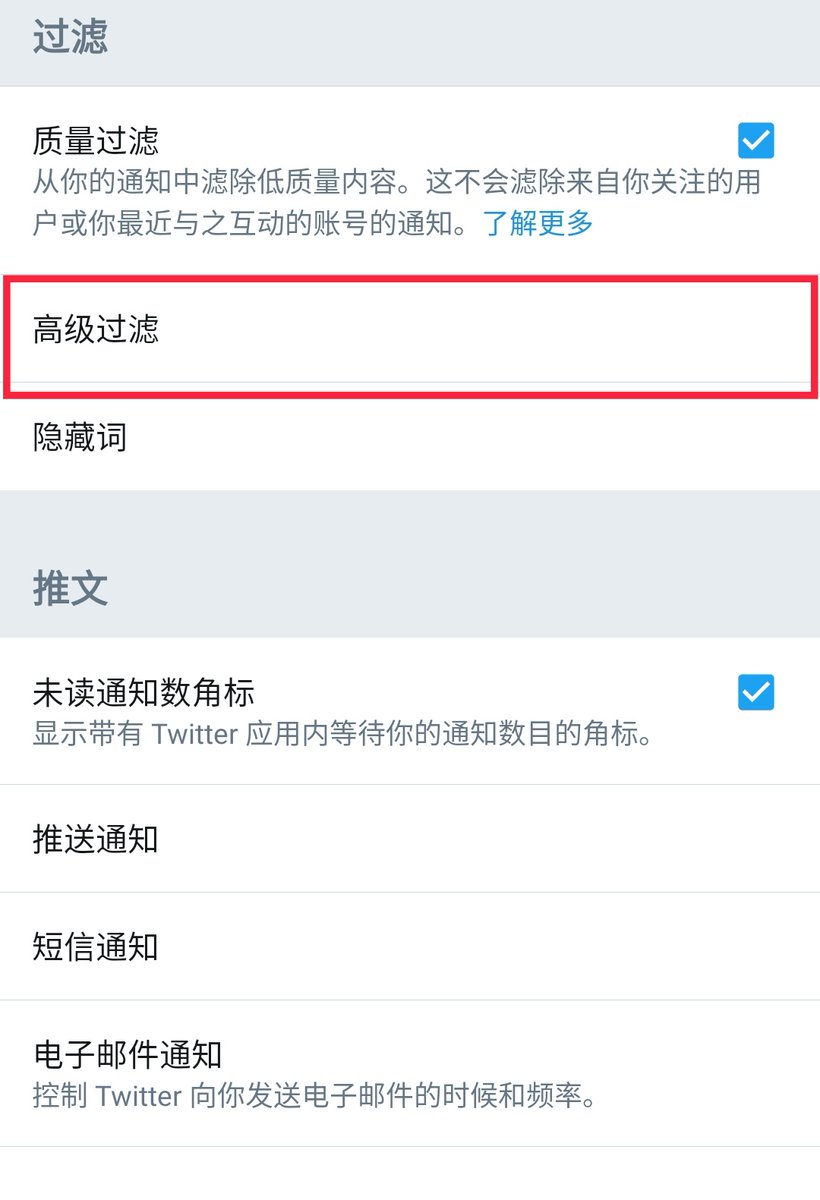 过滤
质量过滤
从你的通知中滤除低质量内容。这不会滤除来自你关注的用
户或你最近与之互动的账号的通知。了解更多
高级过滤
隐藏词
推文
未读通知数角标
显示带有 Twitter 应用内等待你的通知数目的角标。
推送通知
短信通知
电子邮件通知
控制 Twitter 向你发送电子邮件的时候和频率。